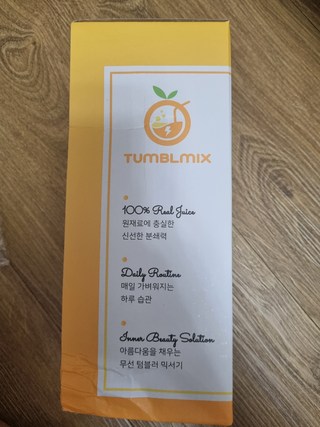 TUMBLMIX
100% Real Juice
원재료에 충실한
신선한 분쇄력
Daily Routine
매일 가벼워지는
하루 습관
Inner Beauty Solution
아름다움을 채우는
무선 텀블러 믹서기